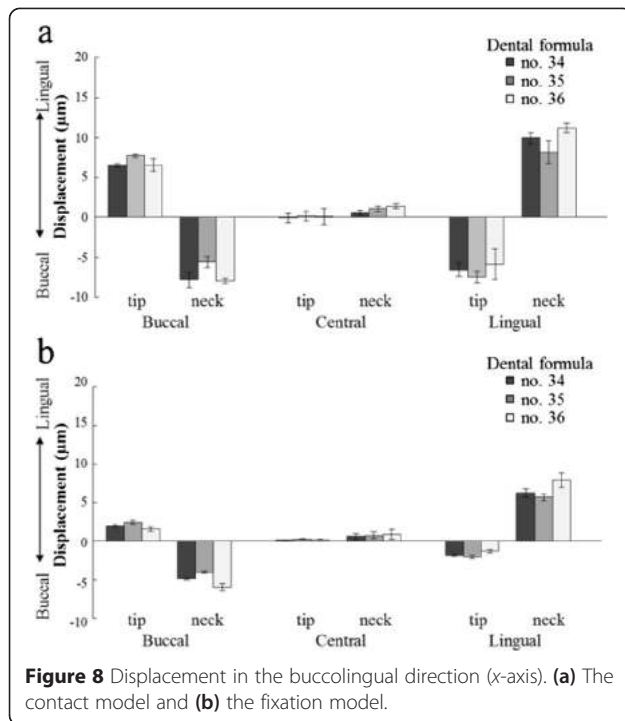 a
Dental formula
no. 34
no. 35
no. 36
Buccal Lingual
Displacement (µm)
20
15
10
5
0
-5
-10
tip neck tip neck tip neck
Buccal Central Lingual
b
Dental formula
no. 34
no. 35
no. 36
Buccal Lingual
Displacement (µm)
20
15
10
5
0
-5
-10
tip neck tip neck tip neck
Buccal Central Lingual
Figure 8 Displacement in the buccolingual direction (x-axis). (a) The
contact model and (b) the fixation model.